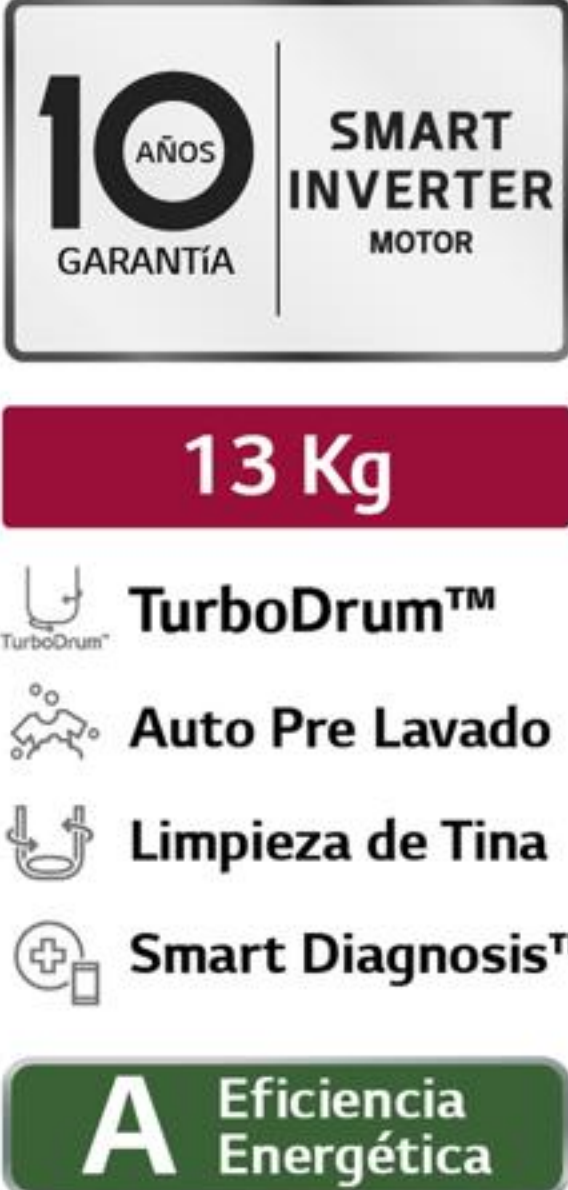 10
AÑOS
GARANTÍA
SMART
INVERTER
MOTOR
13 Kg
TurboDrum™
TurboDrum™
Auto Pre Lavado
Limpieza de Tina
Smart Diagnosis™
A
Eficiencia
Energética